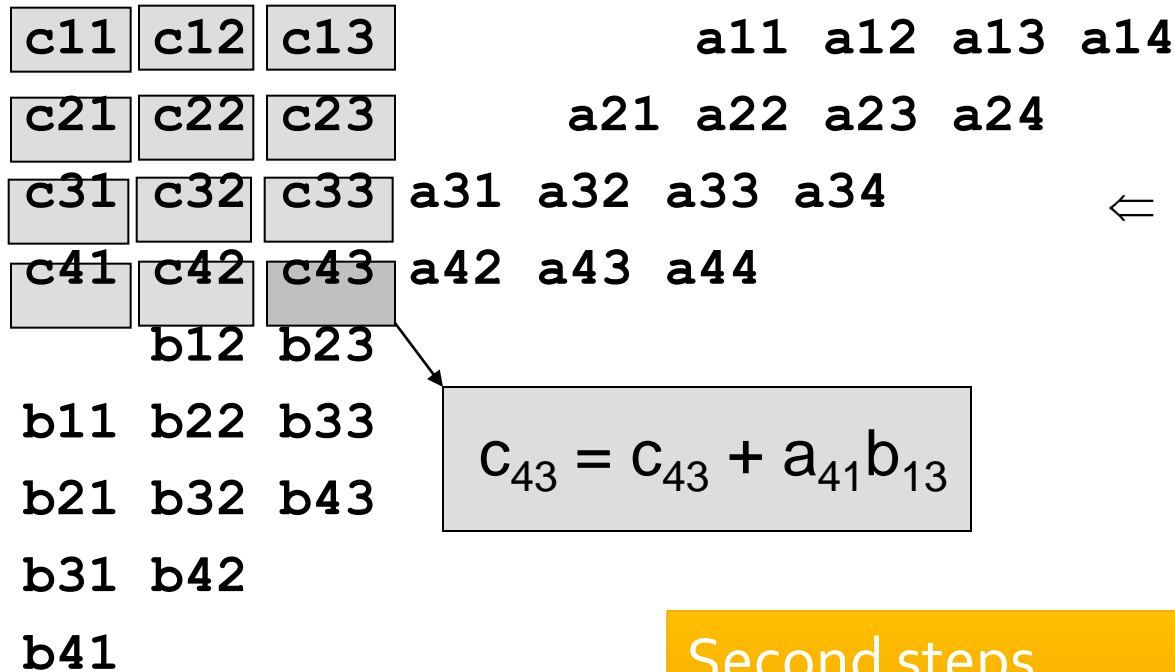 c11 c12 c13 a11 a12 a13 a14
c21 c22 c23 a21 a22 a23 a24
c31 c32 c33 a31 a32 a33 a34 ⇐
c41 c42 c43 a42 a43 a44
b12 b23
b11 b22 b33
c₄₃ = c₄₃ + a₄₁b₁₃
b21 b32 b43
b31 b42
b41
Second steps